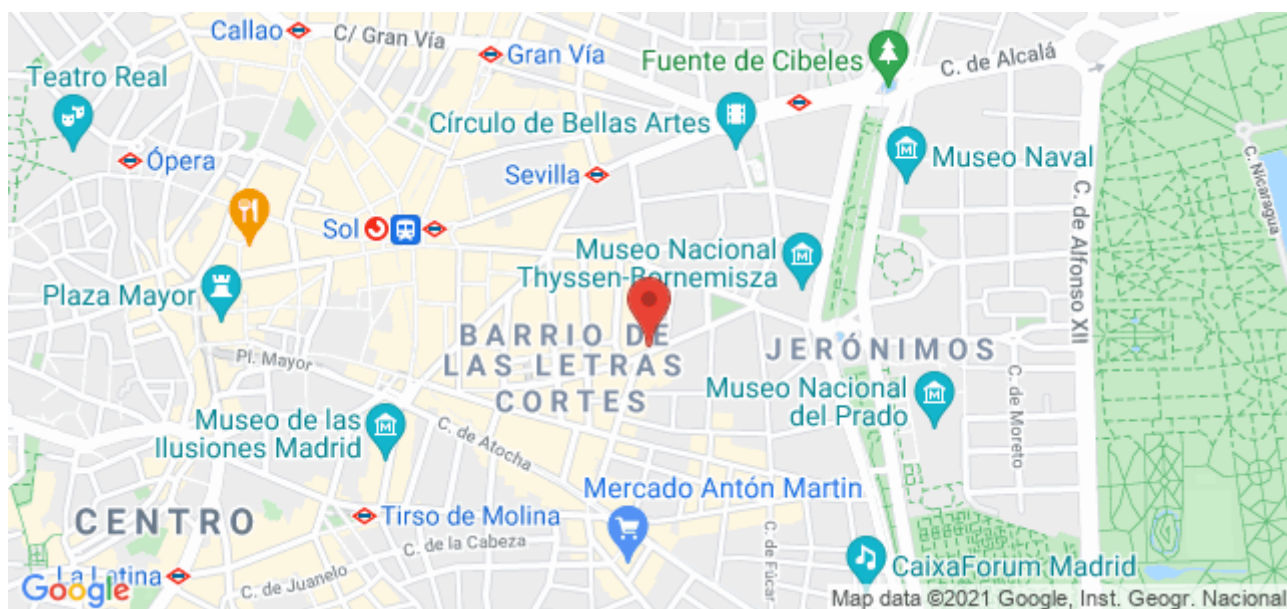 Callao
C/ Gran Vía
Gran Vía
Fuente de Cibeles
C. de Alcalá
Teatro Real
Círculo de Bellas Artes
Ópera
Sevilla
Museo Naval
C. Nicaragua
C. de Alfonso XII
Sol
Museo Nacional
Thyssen-Bornemisza
Plaza Mayor
BARRIO DE
LAS LETRAS
CORTES
JERÓNIMOS
Pl. Mayor
C. de Moreto
Museo Nacional
del Prado
Museo de las
Ilusiones Madrid
C. de Atocha
Mercado Antón Martin
CENTRO
Tirso de Molina
C. de la Cabeza
C. de Fúcar
La Latina
C. de Juanelo
CaixaForum Madrid
Google
Map data ©2021 Google, Inst. Geogr. Nacional